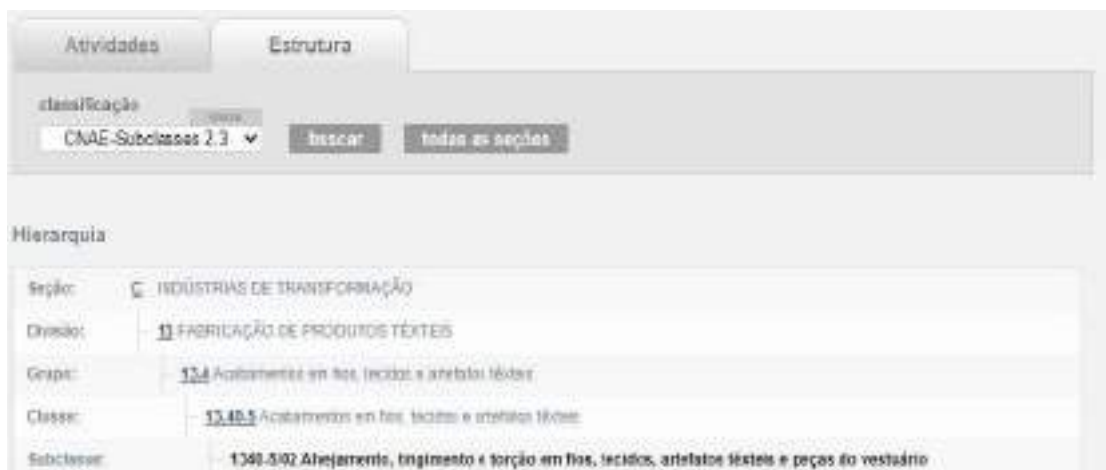 Atividades Estrutura
classificação
CNAE-Subclasses 2.3 buscar todas as seções
Hierarquia
Seção: C INDÚSTRIAS DE TRANSFORMAÇÃO
Divisão: 13 FABRICAÇÃO DE PRODUTOS TÊXTEIS
Grupo: 13.4 Acabamentos em fios, tecidos e artefatos têxteis
Classe: 13.40-5 Acabamentos em fios, tecidos e artefatos têxteis
Subclasse: 1340-5/02 Alvejamento, tingimento e torção em fios, tecidos, artefatos têxteis e peças do vestuário